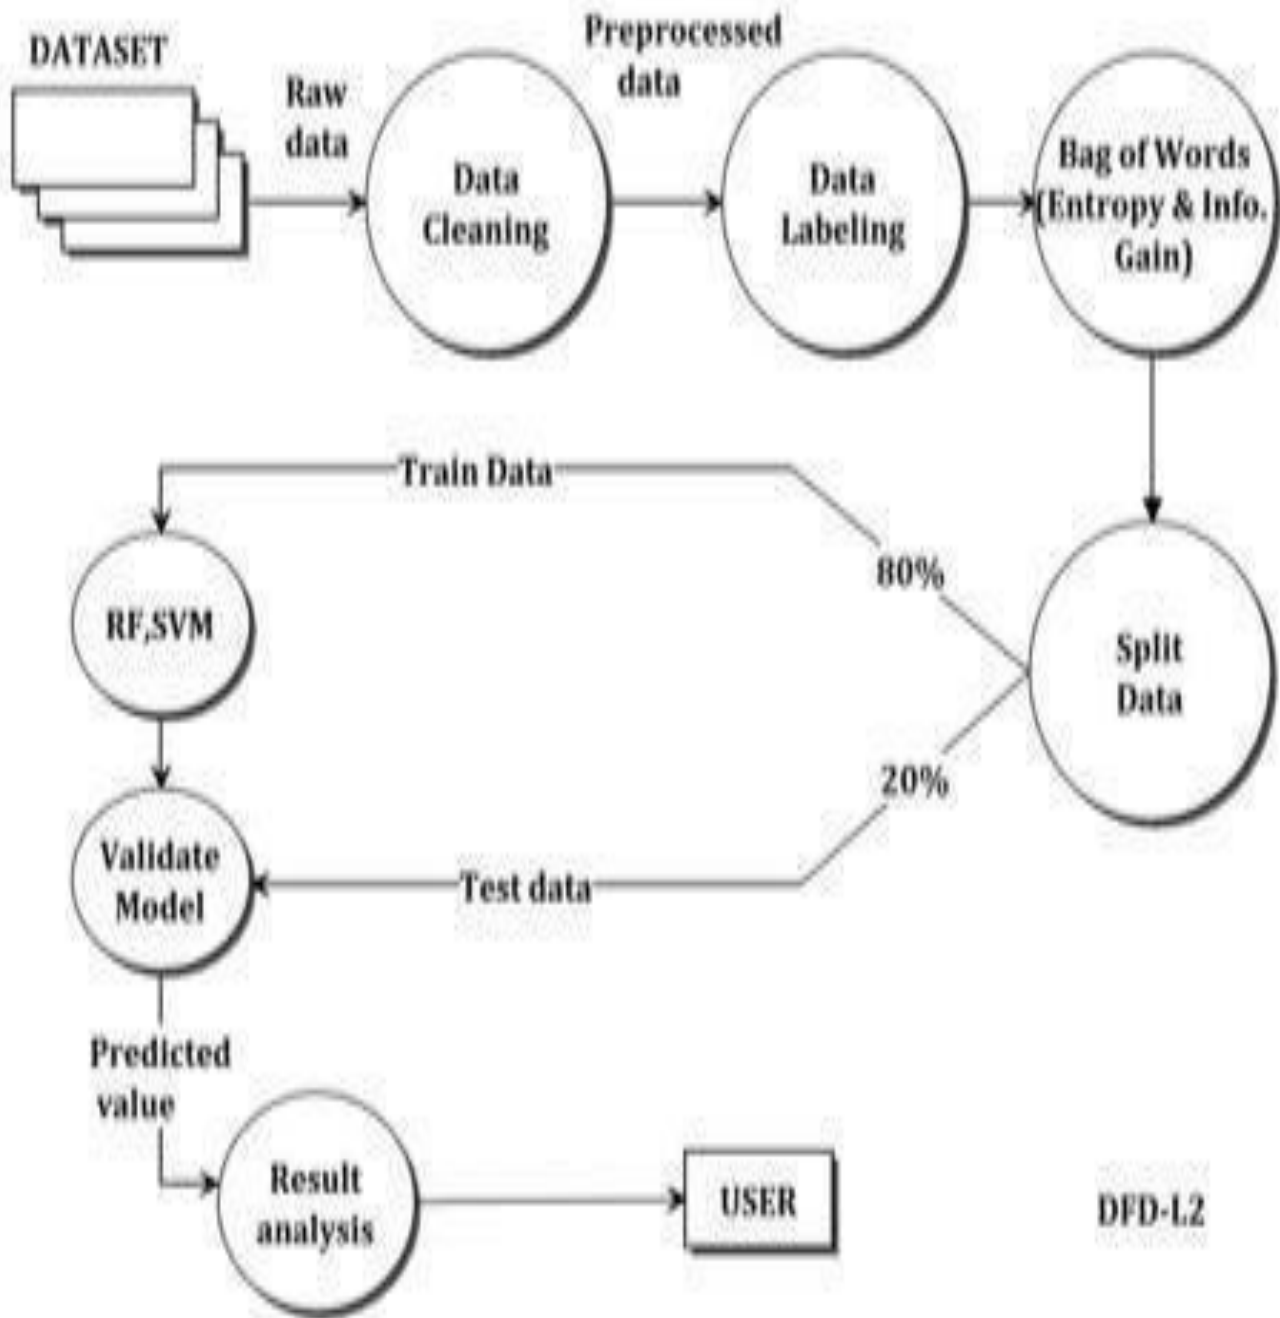 DATASET
Raw
data
Data
Cleaning
Preprocessed
data
Data
Labeling
Bag of Words
(Entropy & Info.
Gain)
Split
Data
80%
Train Data
RF,SVM
20%
Test data
Validate
Model
Predicted
value
Result
analysis
USER
DFD-L2